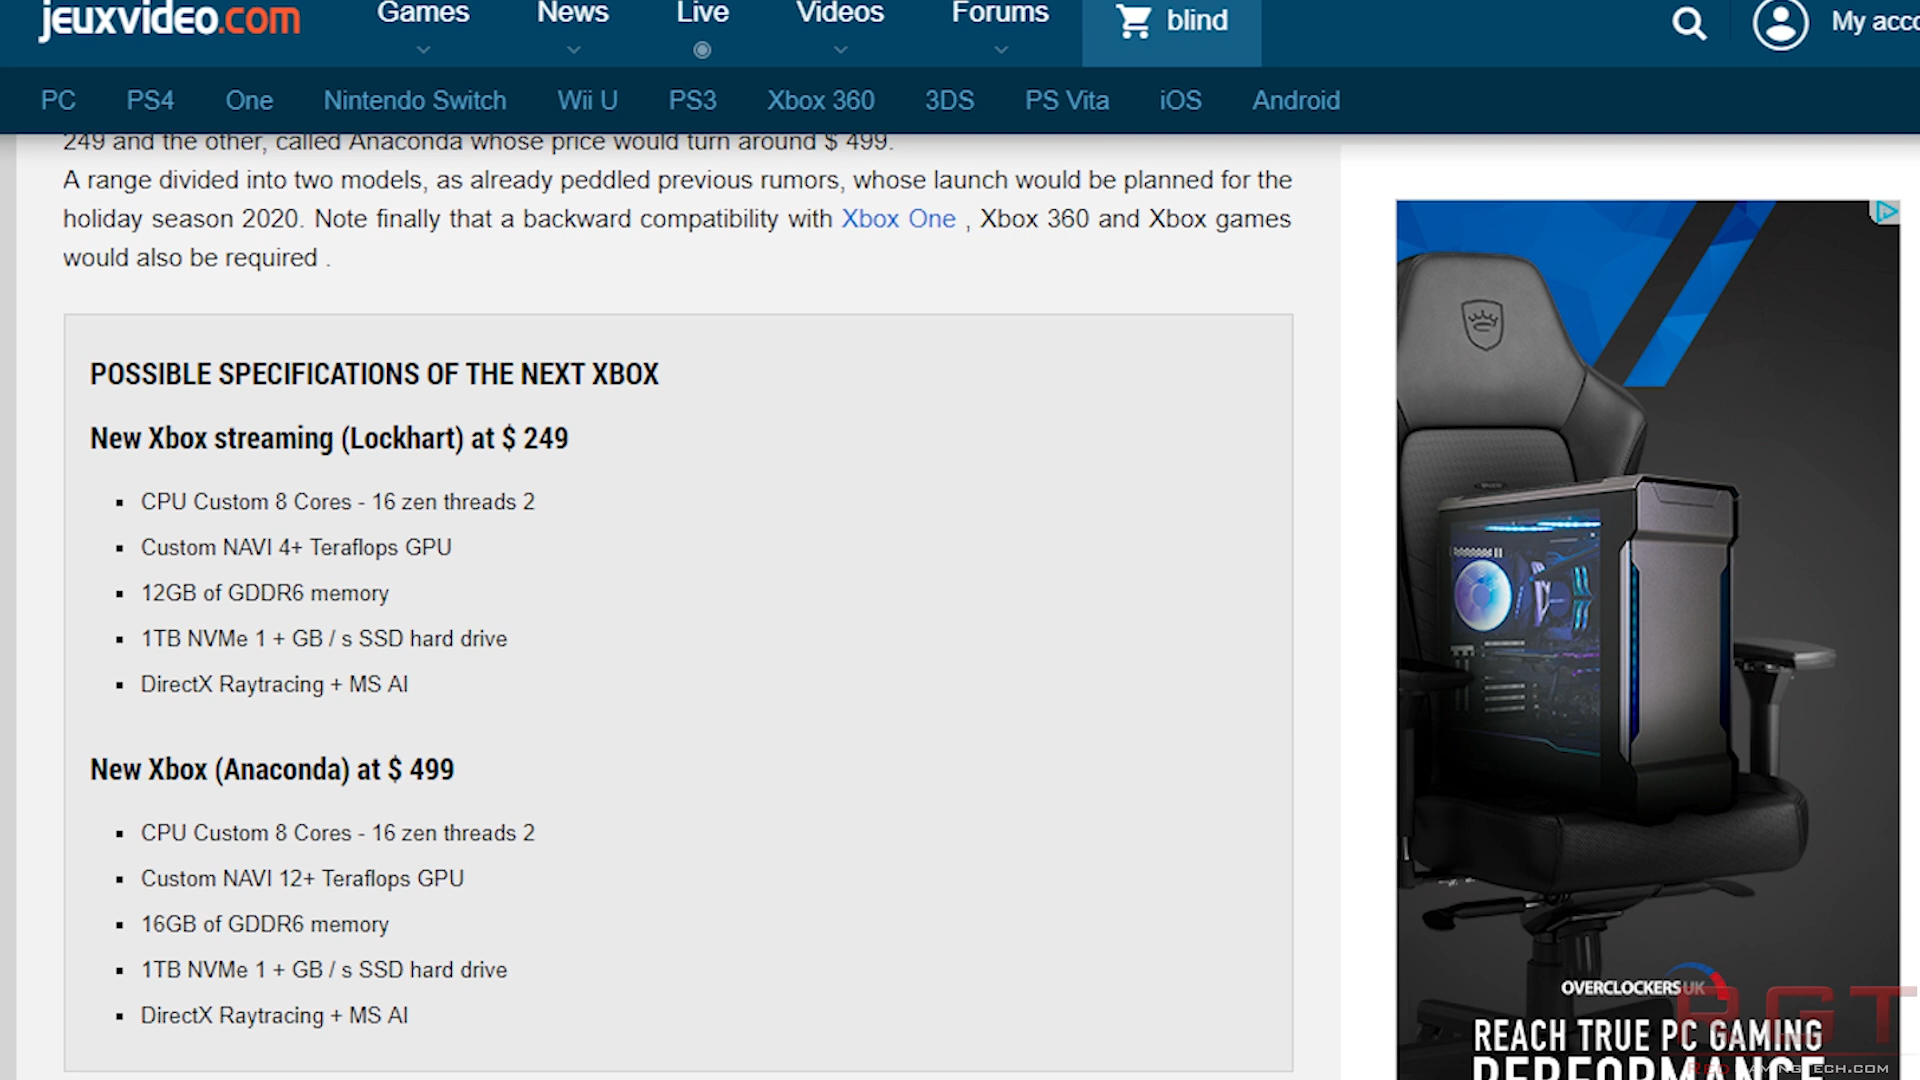 jeuxvideo.com
Games News Live Videos Forums blind My acco
PC PS4 One Nintendo Switch Wii U PS3 Xbox 360 3DS PS Vita iOS Android
249 and the other, called Anaconda whose price would turn around $ 499.
A range divided into two models, as already peddled previous rumors, whose launch would be planned for the
holiday season 2020. Note finally that a backward compatibility with Xbox One , Xbox 360 and Xbox games
would also be required .
POSSIBLE SPECIFICATIONS OF THE NEXT XBOX
New Xbox streaming (Lockhart) at $ 249
▪ CPU Custom 8 Cores - 16 zen threads 2
▪ Custom NAVI 4+ Teraflops GPU
▪ 12GB of GDDR6 memory
▪ 1TB NVMe 1 + GB / s SSD hard drive
▪ DirectX Raytracing + MS AI
New Xbox (Anaconda) at $ 499
▪ CPU Custom 8 Cores - 16 zen threads 2
▪ Custom NAVI 12+ Teraflops GPU
▪ 16GB of GDDR6 memory
▪ 1TB NVMe 1 + GB / s SSD hard drive
▪ DirectX Raytracing + MS AI
OVERCLOCKERS UK
REACH TRUE PC GAMING
PERFORMANCE
RGT
REDGAMINGTECH.COM